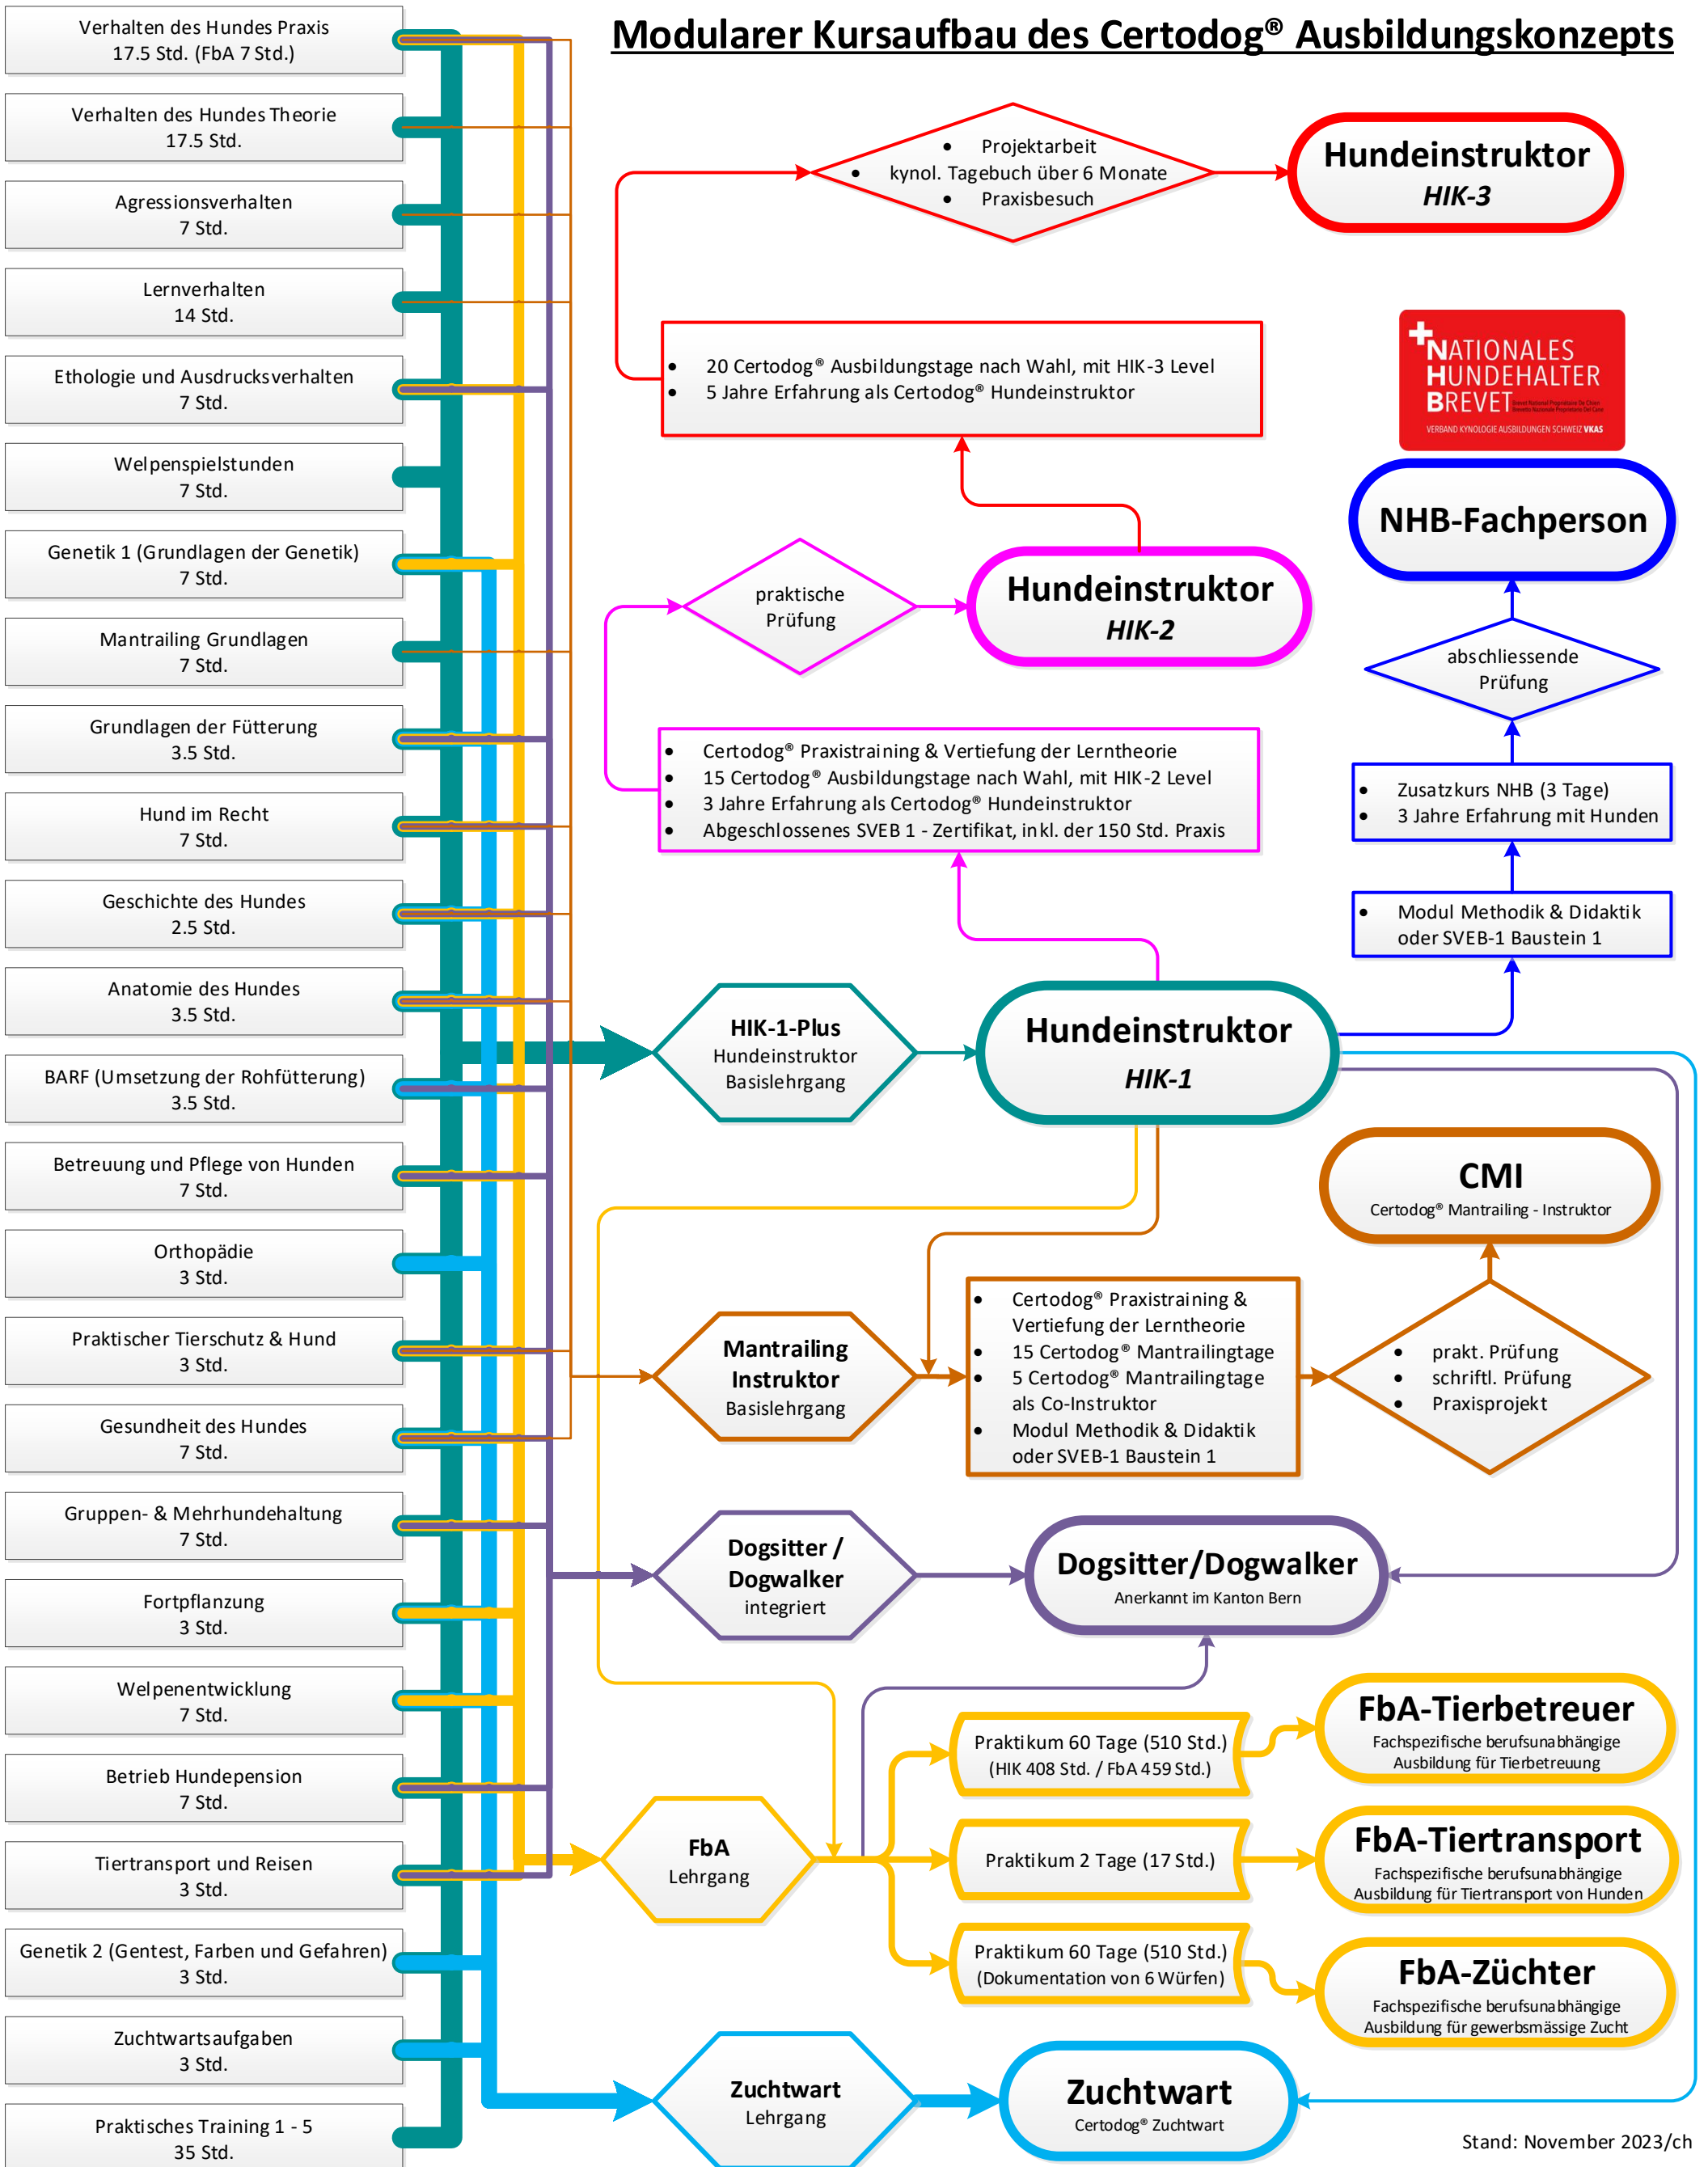 Modularer Kursaufbau des Certodog® Ausbildungskonzepts
Verhalten des Hundes Praxis
17.5 Std. (FbA 7 Std.)
Verhalten des Hundes Theorie
17.5 Std.
Agressionsverhalten
7 Std.
Lernverhalten
14 Std.
Ethologie und Ausdrucksverhalten
7 Std.
Welpenspielstunden
7 Std.
Genetik 1 (Grundlagen der Genetik)
7 Std.
Mantrailing Grundlagen
7 Std.
Grundlagen der Fütterung
3.5 Std.
Hund im Recht
7 Std.
Geschichte des Hundes
2.5 Std.
Anatomie des Hundes
3.5 Std.
BARF (Umsetzung der Rohfütterung)
3.5 Std.
Betreuung und Pflege von Hunden
7 Std.
Orthopädie
3 Std.
Praktischer Tierschutz & Hund
3 Std.
Gesundheit des Hundes
7 Std.
Gruppen- & Mehrhundehaltung
7 Std.
Fortpflanzung
3 Std.
Welpenentwicklung
7 Std.
Betrieb Hundepension
7 Std.
Tiertransport und Reisen
3 Std.
Genetik 2 (Gentest, Farben und Gefahren)
3 Std.
Zuchtwartsaufgaben
3 Std.
Praktisches Training 1 - 5
35 Std.
• Projektarbeit
• kynol. Tagebuch über 6 Monate
• Praxisbesuch
Hundeinstruktor
HIK-3
• 20 Certodog® Ausbildungstage nach Wahl, mit HIK-3 Level
• 5 Jahre Erfahrung als Certodog® Hundeinstruktor
NATIONALES
HUNDEHALTER
BREVET
Brevet National Propriétaire De Chien
Brevetto Nazionale Proprietario Del Cane
VERBAND KYNOLOGIE AUSBILDUNGEN SCHWEIZ VKAS
NHB-Fachperson
praktische
Prüfung
Hundeinstruktor
HIK-2
abschliessende
Prüfung
• Certodog® Praxistraining & Vertiefung der Lerntheorie
• 15 Certodog® Ausbildungstage nach Wahl, mit HIK-2 Level
• 3 Jahre Erfahrung als Certodog® Hundeinstruktor
• Abgeschlossenes SVEB 1 - Zertifikat, inkl. der 150 Std. Praxis
• Zusatzkurs NHB (3 Tage)
• 3 Jahre Erfahrung mit Hunden
• Modul Methodik & Didaktik
oder SVEB-1 Baustein 1
HIK-1-Plus
Hundeinstruktor
Basislehrgang
Hundeinstruktor
HIK-1
CMI
Certodog® Mantrailing - Instruktor
Mantrailing
Instruktor
Basislehrgang
• Certodog® Praxistraining &
Vertiefung der Lerntheorie
• 15 Certodog® Mantrailingtage
• 5 Certodog® Mantrailingtage
als Co-Instruktor
• Modul Methodik & Didaktik
oder SVEB-1 Baustein 1
• prakt. Prüfung
• schriftl. Prüfung
• Praxisprojekt
Dogsitter /
Dogwalker
integriert
Dogsitter/Dogwalker
Anerkannt im Kanton Bern
FbA
Lehrgang
Praktikum 60 Tage (510 Std.)
(HIK 408 Std. / FbA 459 Std.)
FbA-Tierbetreuer
Fachspezifische berufsunabhängige
Ausbildung für Tierbetreuung
Praktikum 2 Tage (17 Std.)
FbA-Tiertransport
Fachspezifische berufsunabhängige
Ausbildung für Tiertransport von Hunden
Praktikum 60 Tage (510 Std.)
(Dokumentation von 6 Würfen)
FbA-Züchter
Fachspezifische berufsunabhängige
Ausbildung für gewerbsmässige Zucht
Zuchtwart
Lehrgang
Zuchtwart
Certodog® Zuchtwart
Stand: November 2023/ch